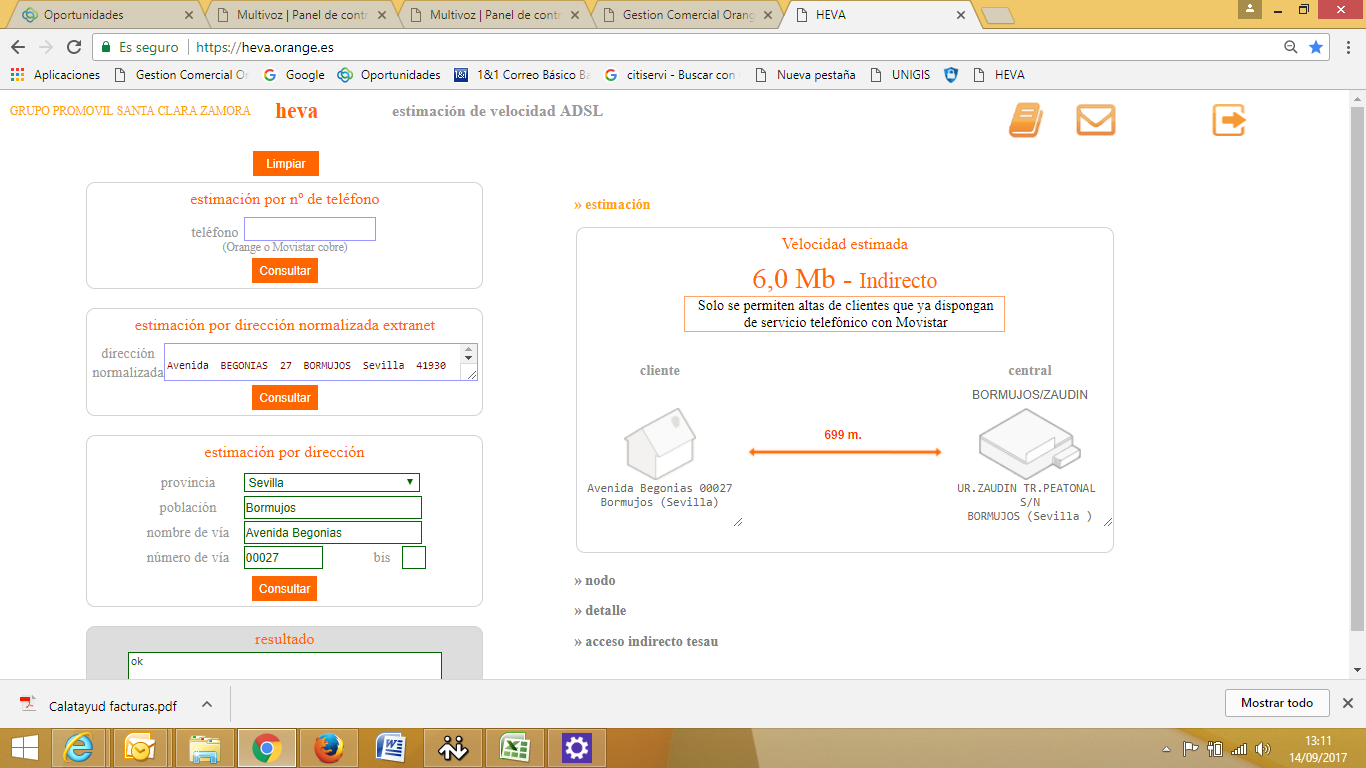 Oportunidades
Multivoz | Panel de contr
Multivoz | Panel de contr
Gestion Comercial Orang
HEVA
Es seguro
https://heva.orange.es
Aplicaciones
Gestion Comercial Or
Google
Oportunidades
1&1
1&1 Correo Básico Ba
citiservi - Buscar con
Nueva pestaña
UNIGIS
HEVA
GRUPO PROMOVIL SANTA CLARA ZAMORA
heva
estimación de velocidad ADSL
Limpiar
estimación por nº de teléfono
teléfono
(Orange o Movistar cobre)
Consultar
estimación por dirección normalizada extranet
dirección
normalizada
Avenida BEGONIAS 27 BORMUJOS Sevilla 41930
Consultar
estimación por dirección
provincia
Sevilla
población
Bormujos
nombre de vía
Avenida Begonias
número de vía
00027
bis
Consultar
resultado
ok
» estimación
Velocidad estimada
6,0 Mb - Indirecto
Solo se permiten altas de clientes que ya dispongan
de servicio telefónico con Movistar
cliente
central
BORMUJOS/ZAUDIN
699 m.
Avenida Begonias 00027
Bormujos (Sevilla)
UR.ZAUDIN TR.PEATONAL
S/N
BORMUJOS (Sevilla )
» nodo
» detalle
» acceso indirecto tesau
Calatayud facturas.pdf
Mostrar todo
13:11
14/09/2017